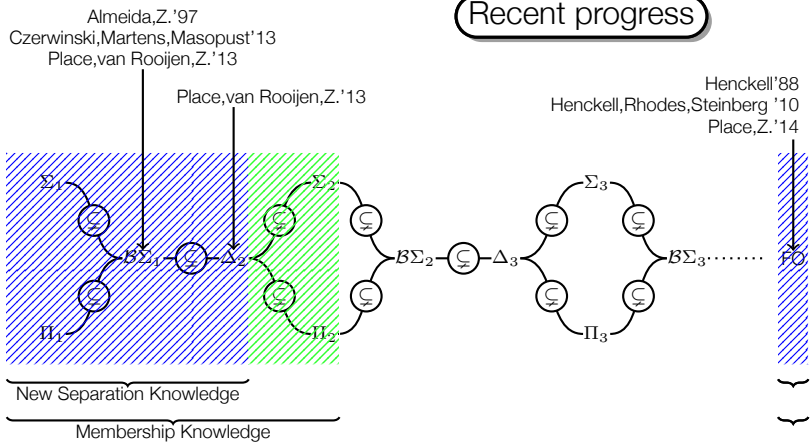 Recent progress
Almeida,Z.'97
Czerwinski,Martens,Masopust'13
Place,van Rooijen,Z.'13
Place,van Rooijen,Z.'13
Henckell'88
Henckell,Rhodes,Steinberg '10
Place,Z.'14
Σ₁ Σ₂ Σ₃
⊊ ⊊ ⊊ ⊊ ⊊
ℬΣ₁ ⊊ Δ₂ ℬΣ₂ ⊊ Δ₃ ℬΣ₃ ........ FO
⊊ ⊊ ⊊ ⊊ ⊊
Π₁ Π₂ Π₃
New Separation Knowledge
Membership Knowledge